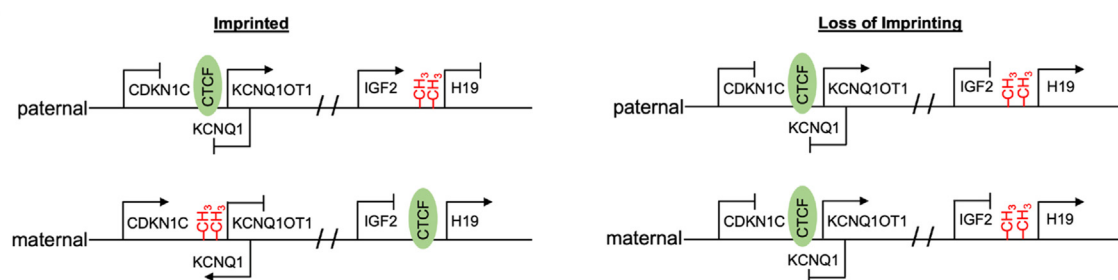 Imprinted
CDKN1C CTCF KCNQ1OT1 // IGF2 CH3 CH3 H19
paternal
KCNQ1
CDKN1C CH3 CH3 KCNQ1OT1 // IGF2 CTCF H19
maternal
KCNQ1
Loss of Imprinting
CDKN1C CTCF KCNQ1OT1 // IGF2 CH3 CH3 H19
paternal
KCNQ1
CDKN1C CTCF KCNQ1OT1 // IGF2 CH3 CH3 H19
maternal
KCNQ1